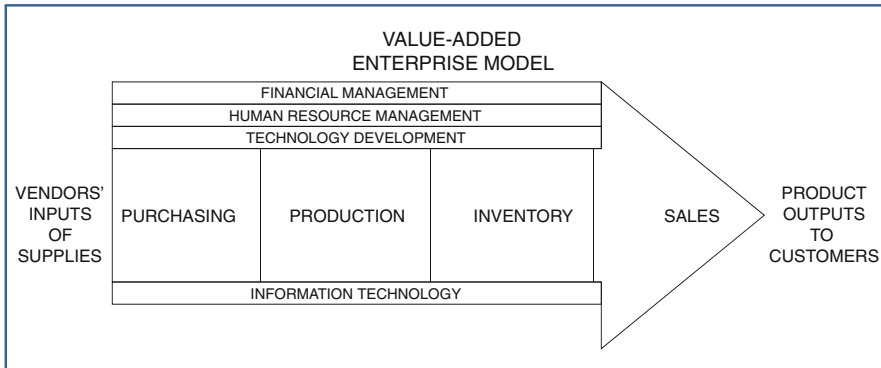 VALUE-ADDED
ENTERPRISE MODEL
FINANCIAL MANAGEMENT
HUMAN RESOURCE MANAGEMENT
TECHNOLOGY DEVELOPMENT
VENDORS'
INPUTS
OF
SUPPLIES
PURCHASING
PRODUCTION
INVENTORY
SALES
PRODUCT
OUTPUTS
TO
CUSTOMERS
INFORMATION TECHNOLOGY